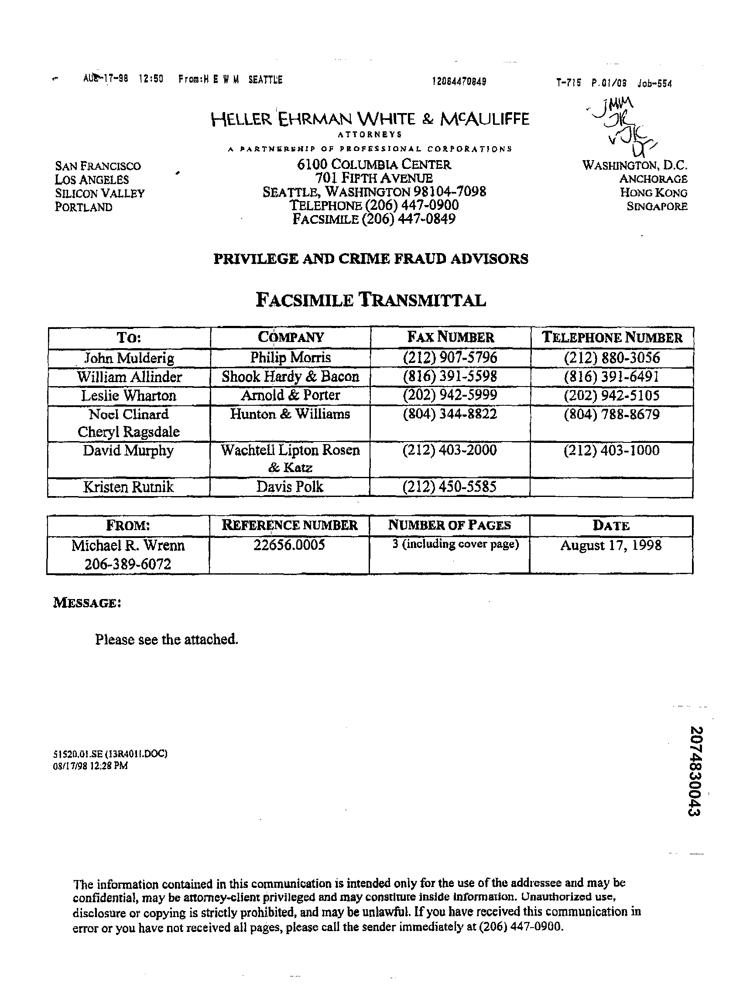 AUG-17-98 12:50 From:H E W M SEATTLE 12064470849 T-715 P.01/03 Job-554
HELLER EHRMAN WHITE & MCAULIFFE
ATTORNEYS
A PARTNERSHIP OF PROFESSIONAL CORPORATIONS
SAN FRANCISCO
LOS ANGELES
SILICON VALLEY
PORTLAND
6100 COLUMBIA CENTER
701 FIFTH AVENUE
SEATTLE, WASHINGTON 98104-7098
TELEPHONE (206) 447-0900
FACSIMILE (206) 447-0849
WASHINGTON, D.C.
ANCHORAGE
HONG KONG
SINGAPORE
PRIVILEGE AND CRIME FRAUD ADVISORS
FACSIMILE TRANSMITTAL
TO: COMPANY FAX NUMBER TELEPHONE NUMBER
John Mulderig Philip Morris (212) 907-5796 (212) 880-3056
William Allinder Shook Hardy & Bacon (816) 391-5598 (816) 391-6491
Leslie Wharton Arnold & Porter (202) 942-5999 (202) 942-5105
Noel Clinard Hunton & Williams (804) 344-8822 (804) 788-8679
Cheryl Ragsdale
David Murphy Wachtell Lipton Rosen (212) 403-2000 (212) 403-1000
& Katz
Kristen Rutnik Davis Polk (212) 450-5585
FROM: REFERENCE NUMBER NUMBER OF PAGES DATE
Michael R. Wrenn 22656.0005 3 (including cover page) August 17, 1998
206-389-6072
MESSAGE:
Please see the attached.
51520.01.SE (13R401!.DOC)
08/17/98 12:28 PM
2074830043
The information contained in this communication is intended only for the use of the addressee and may be
confidential, may be attorney-client privileged and may constitute inside information. Unauthorized use,
disclosure or copying is strictly prohibited, and may be unlawful. If you have received this communication in
error or you have not received all pages, please call the sender immediately at (206) 447-0900.